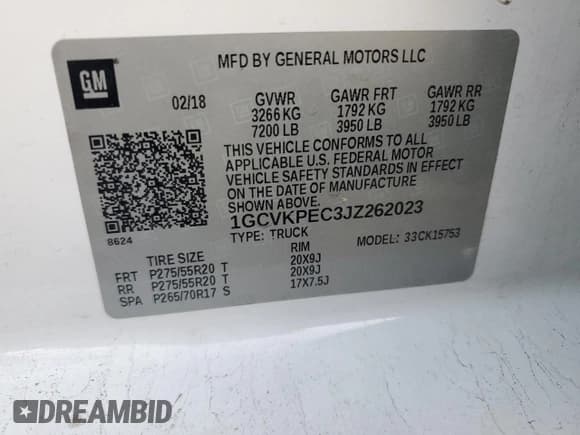 GM
MFD BY GENERAL MOTORS LLC
02/18 GVWR GAWR FRT GAWR RR
3266 KG 1792 KG 1792 KG
7200 LB 3950 LB 3950 LB
THIS VEHICLE CONFORMS TO ALL
APPLICABLE U.S. FEDERAL MOTOR
VEHICLE SAFETY STANDARDS IN EFFECT
ON THE DATE OF MANUFACTURE
SHOWN ABOVE.
1GCVKPEC3JZ262023
8624
TYPE: TRUCK MODEL: 33CK15753
TIRE SIZE RIM
FRT P275/55R20 T 20X9J
RR P275/55R20 T 20X9J
SPA P265/70R17 S 17X7.5J
DREAMBID